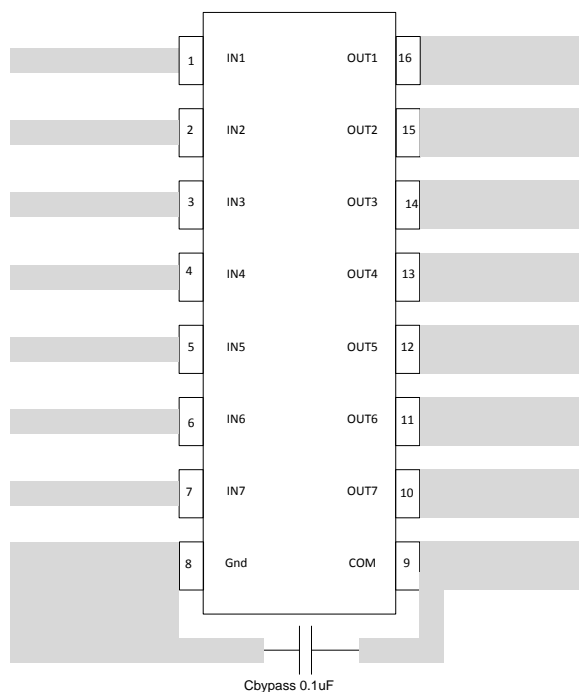 1 IN1 OUT1 16
2 IN2 OUT2 15
3 IN3 OUT3 14
4 IN4 OUT4 13
5 IN5 OUT5 12
6 IN6 OUT6 11
7 IN7 OUT7 10
8 Gnd COM 9
Cbypass 0.1uF